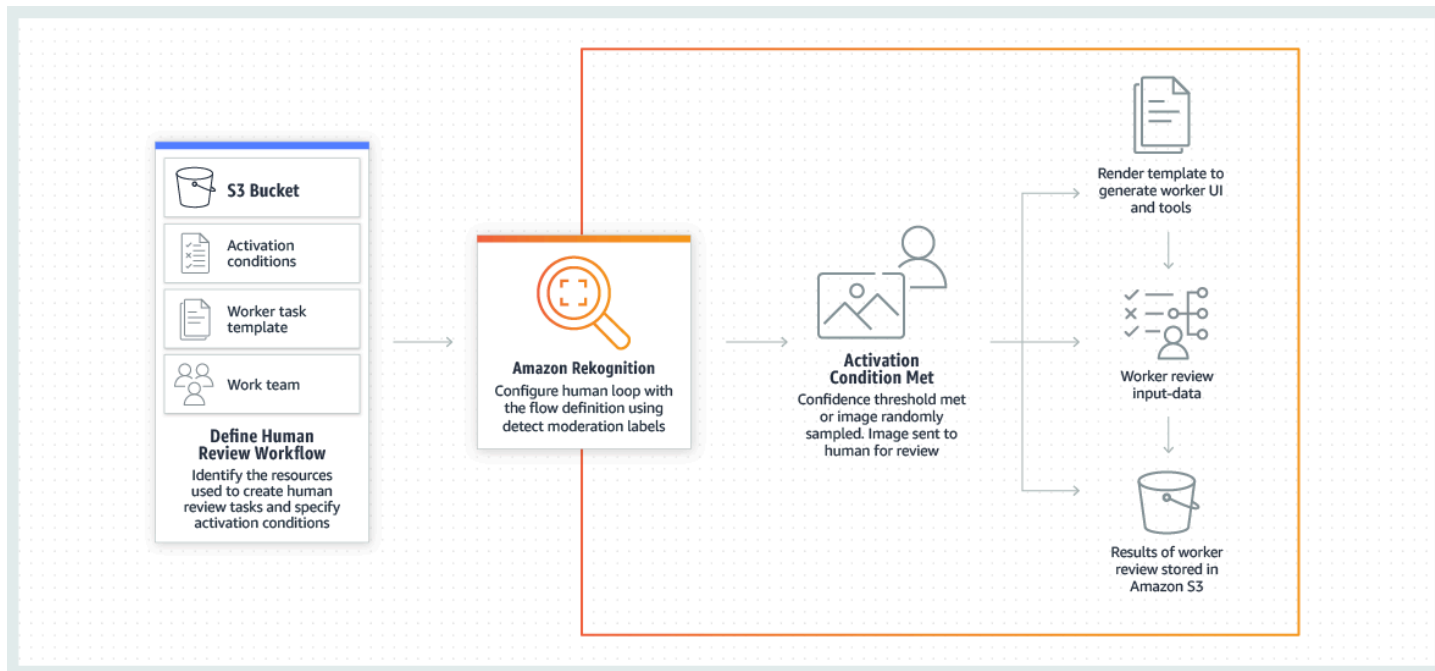 S3 Bucket
Activation
conditions
Worker task
template
Work team
Define Human
Review Workflow
Identify the resources
used to create human
review tasks and specify
activation conditions
Amazon Rekognition
Configure human loop with
the flow definition using
detect moderation labels
Activation
Condition Met
Confidence threshold met
or image randomly
sampled. Image sent to
human for review
Render template to
generate worker UI
and tools
Worker review
input-data
Results of worker
review stored in
Amazon S3